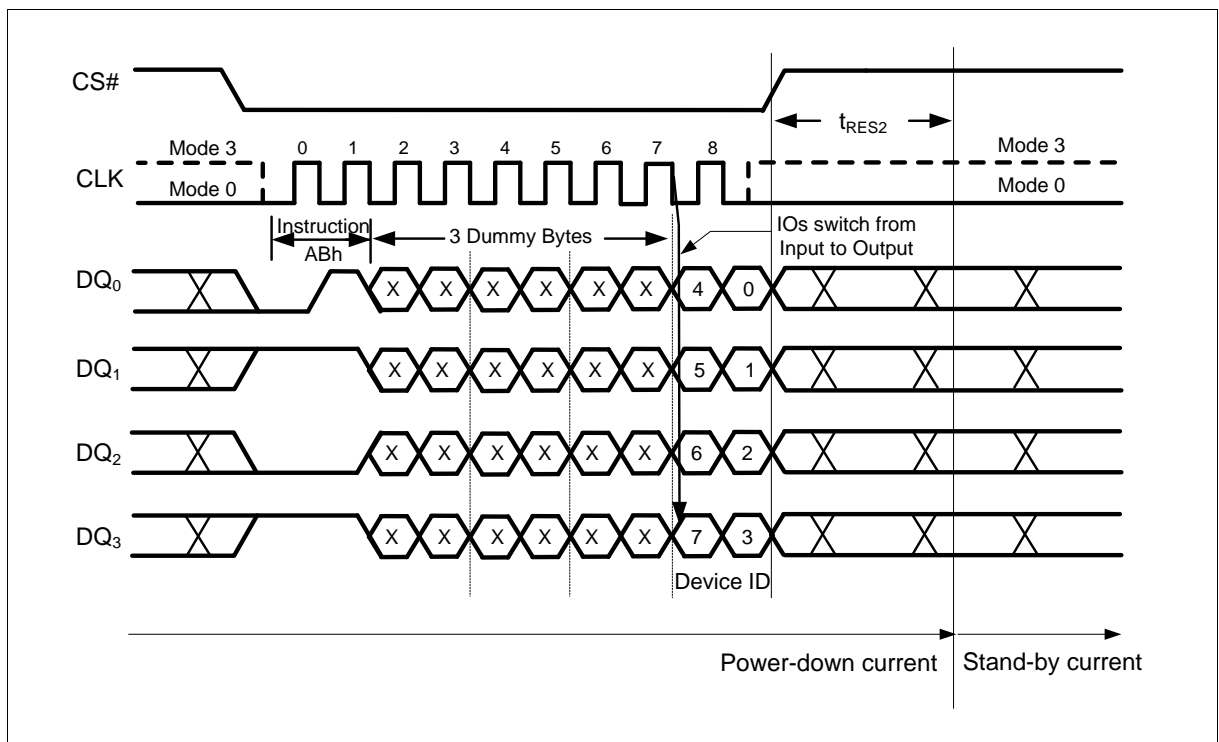 CS#
tRES2
Mode 3 0 1 2 3 4 5 6 7 8 Mode 3
CLK
Mode 0 Mode 0
Instruction
ABh
3 Dummy Bytes
IOs switch from
Input to Output
DQ0 X X X X X X 4 0
DQ1 X X X X X X 5 1
DQ2 X X X X X X 6 2
DQ3 X X X X X X 7 3
Device ID
Power-down current Stand-by current